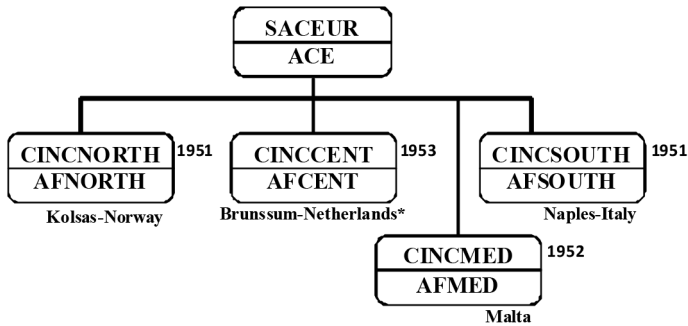 SACEUR
ACE
CINCNORTH 1951
AFNORTH
Kolsas-Norway
CINCCENT 1953
AFCENT
Brunssum-Netherlands*
CINCSOUTH 1951
AFSOUTH
Naples-Italy
CINCMED 1952
AFMED
Malta